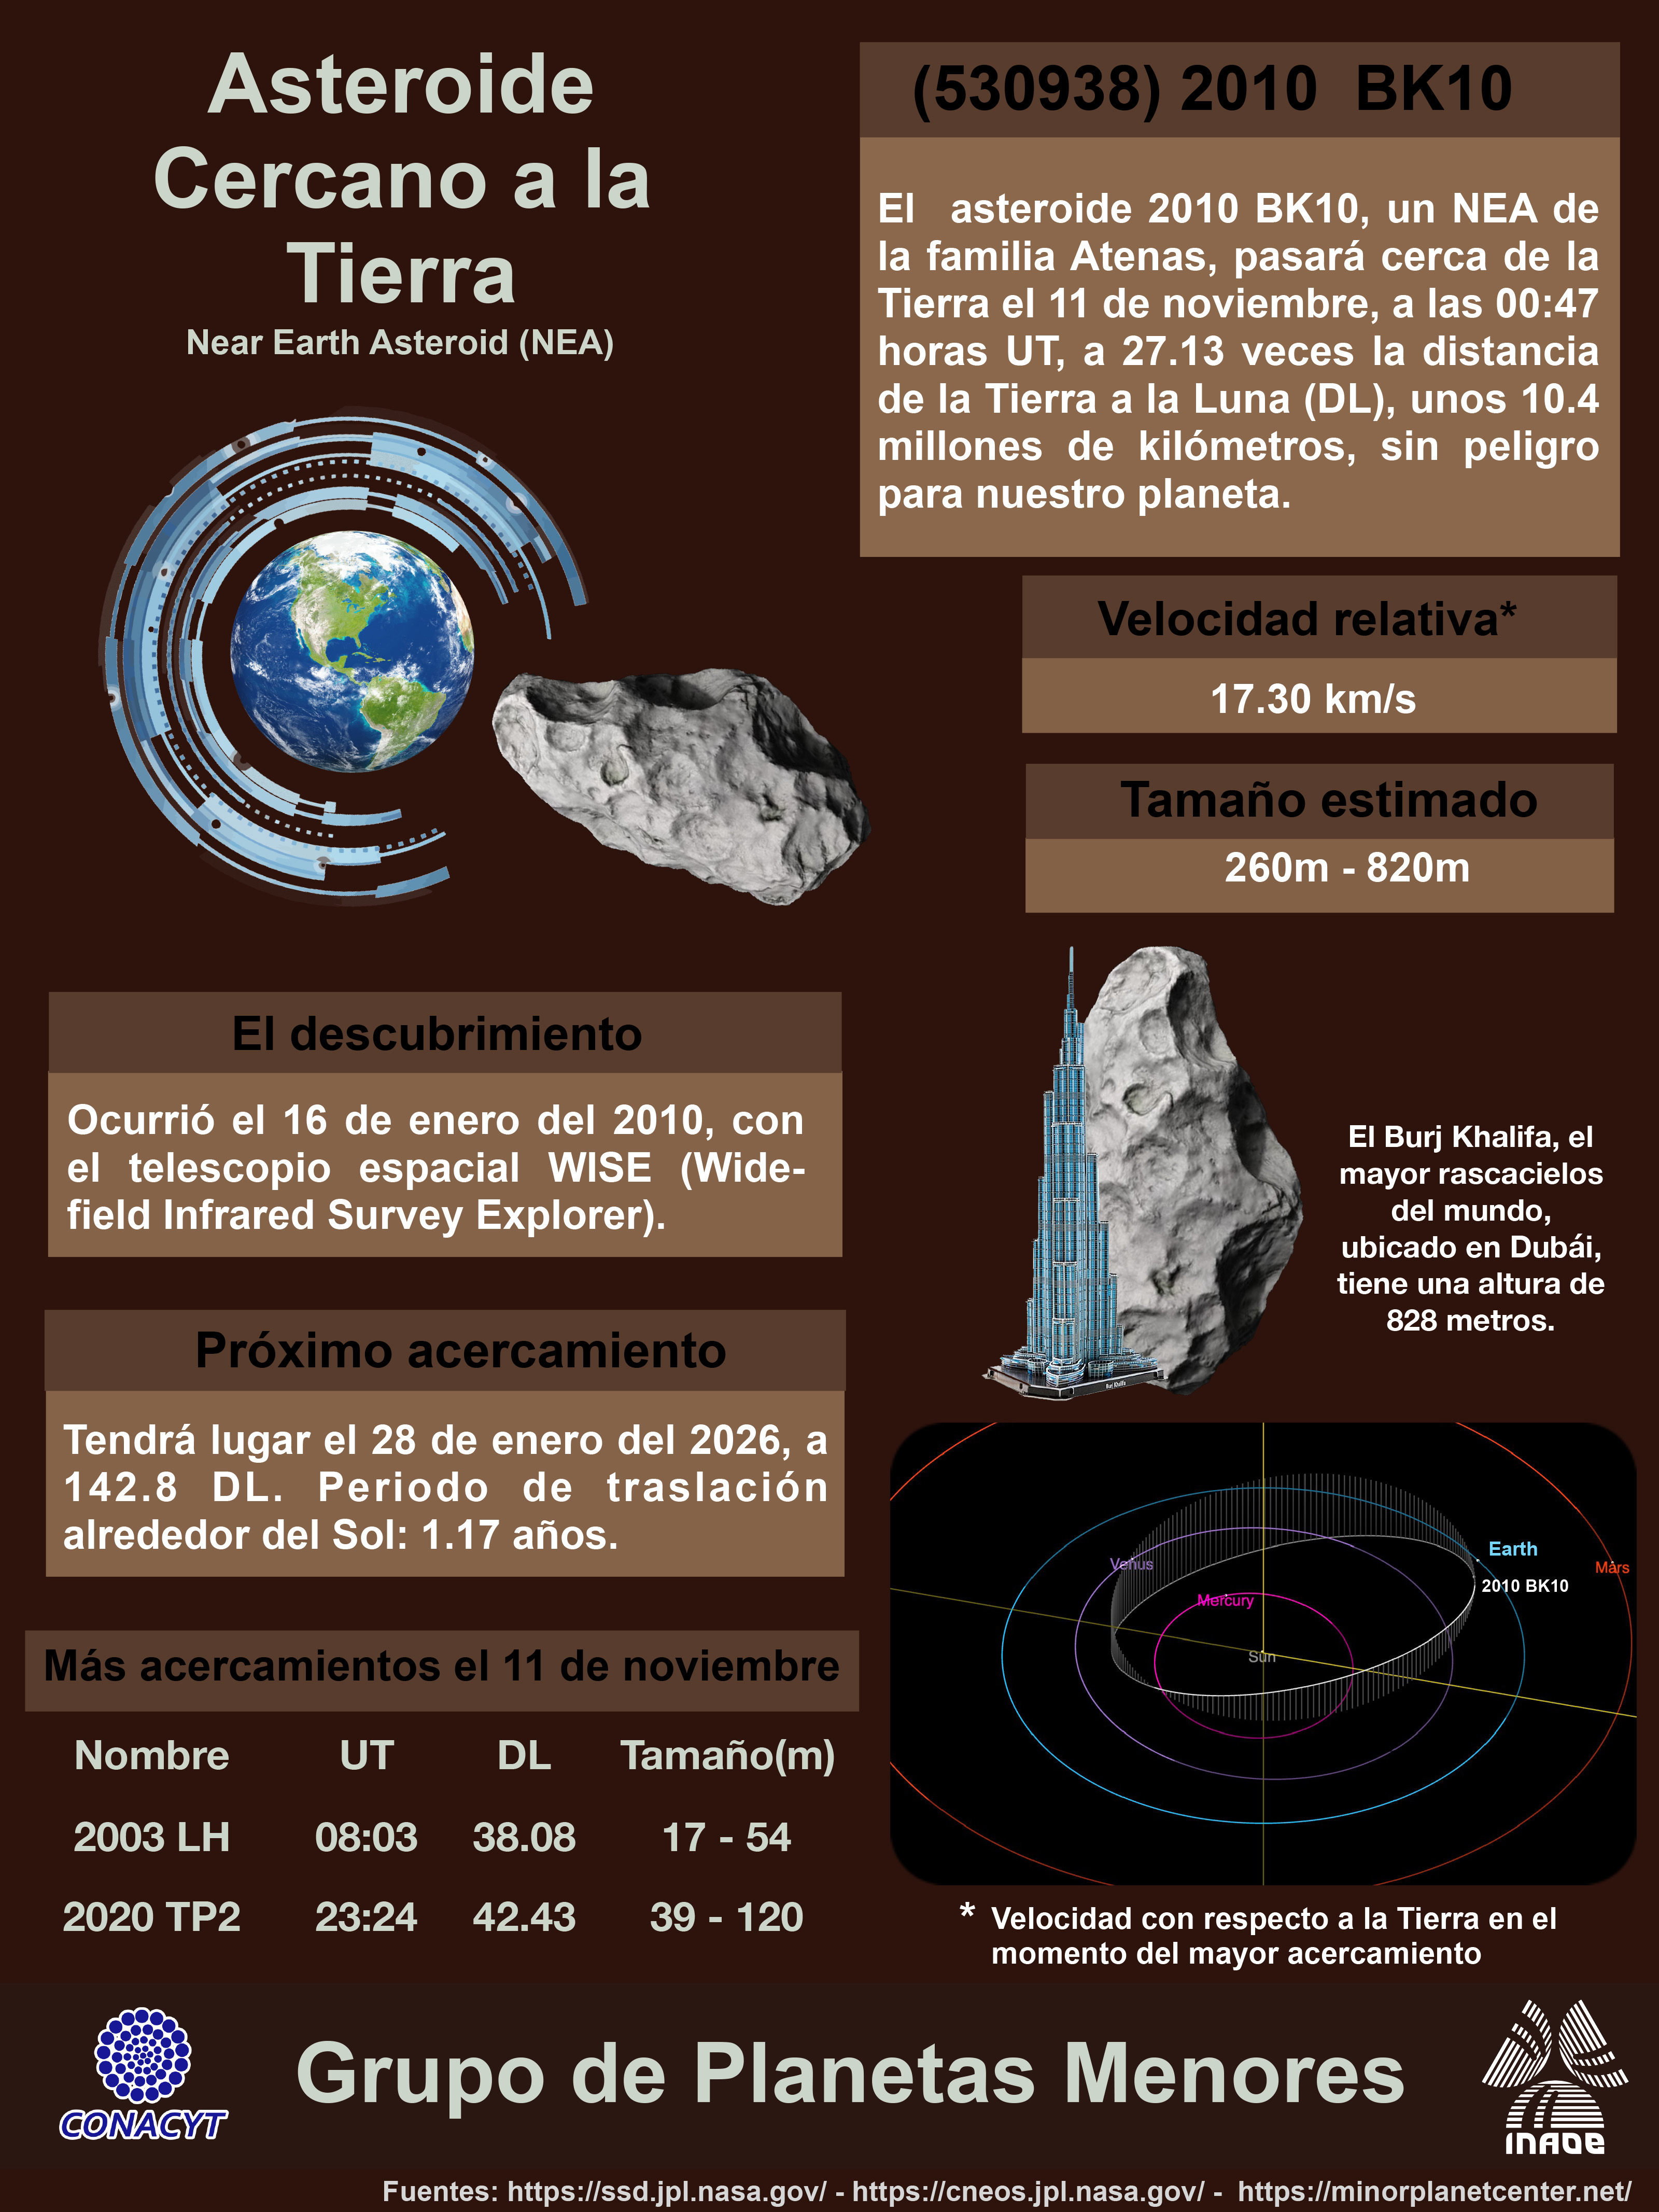 Asteroide
Cercano a la
Tierra
Near Earth Asteroid (NEA)
(530938) 2010 BK10
El asteroide 2010 BK10, un NEA de
la familia Atenas, pasará cerca de la
Tierra el 11 de noviembre, a las 00:47
horas UT, a 27.13 veces la distancia
de la Tierra a la Luna (DL), unos 10.4
millones de kilómetros, sin peligro
para nuestro planeta.
Velocidad relativa*
17.30 km/s
Tamaño estimado
260m - 820m
El Burj Khalifa, el
mayor rascacielos
del mundo,
ubicado en Dubái,
tiene una altura de
828 metros.
Burj Khalifa
El descubrimiento
Ocurrió el 16 de enero del 2010, con
el telescopio espacial WISE (Wide-
field Infrared Survey Explorer).
Próximo acercamiento
Tendrá lugar el 28 de enero del 2026, a
142.8 DL. Periodo de traslación
alrededor del Sol: 1.17 años.
Más acercamientos el 11 de noviembre
Nombre UT DL Tamaño(m)
2003 LH 08:03 38.08 17 - 54
2020 TP2 23:24 42.43 39 - 120
Earth
Venus
Mars
2010 BK10
Mercury
Sun
* Velocidad con respecto a la Tierra en el
momento del mayor acercamiento
CONACYT
Grupo de Planetas Menores
INAOE
Fuentes: https://ssd.jpl.nasa.gov/ - https://cneos.jpl.nasa.gov/ - https://minorplanetcenter.net/